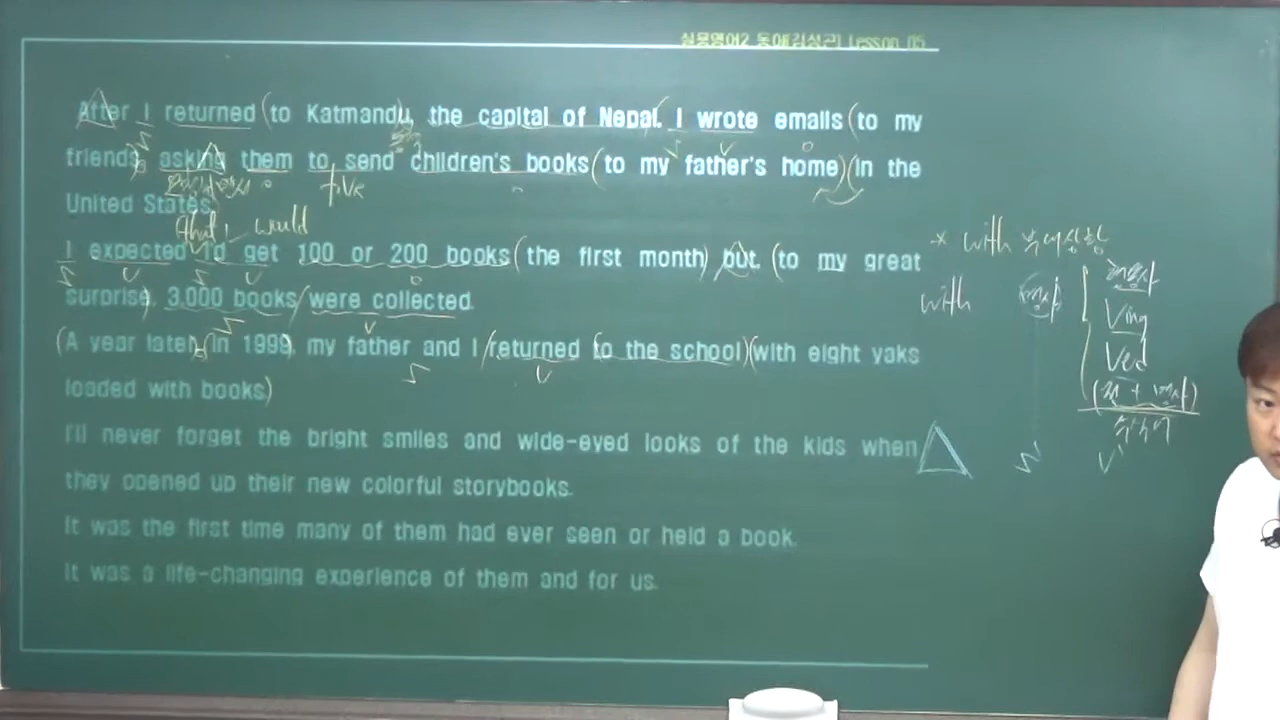 실용영어2 동아(김성곤) Lesson 05
After I returned (to Katmandu, the capital of Nepal, I wrote emails (to my
friends, asking them to send children's books (to my father's home) (in the
United States.
that I would
I expected I'd get 100 or 200 books (the first month) but, (to my great
surprise), 3,000 books / were collected.
(A year later, in 1999, my father and I / returned (to the school) (with eight yaks
loaded with books)
I'll never forget the bright smiles and wide-eyed looks of the kids when
they opened up their new colorful storybooks.
It was the first time many of them had ever seen or held a book.
It was a life-changing experience of them and for us.
* with 부대상황
with 명사
Ving
Ved
(전 + 명사)
S'
V'